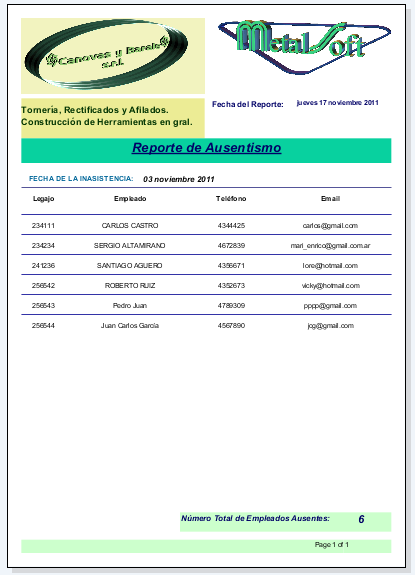 Canovas y Barale
S.R.L.
Metal Soft
Tornería, Rectificados y Afilados.
Construcción de Herramientas en gral.
Fecha del Reporte: jueves 17 noviembre 2011
Reporte de Ausentismo
FECHA DE LA INASISTENCIA: 03 noviembre 2011
Legajo Empleado Teléfono Email
234111 CARLOS CASTRO 4344425 carlos@gmail.com
234234 SERGIO ALTAMIRANO 4672839 mari_enrico@gmail.com.ar
241236 SANTIAGO AGUERO 4356671 lore@hotmail.com
256542 ROBERTO RUIZ 4352673 vicky@hotmail.com
256543 Pedro Juan 4789309 pppp@gmail.com
256544 Juan Carlos García 4567890 jcg@gmail.com
Número Total de Empleados Ausentes: 6
Page 1 of 1